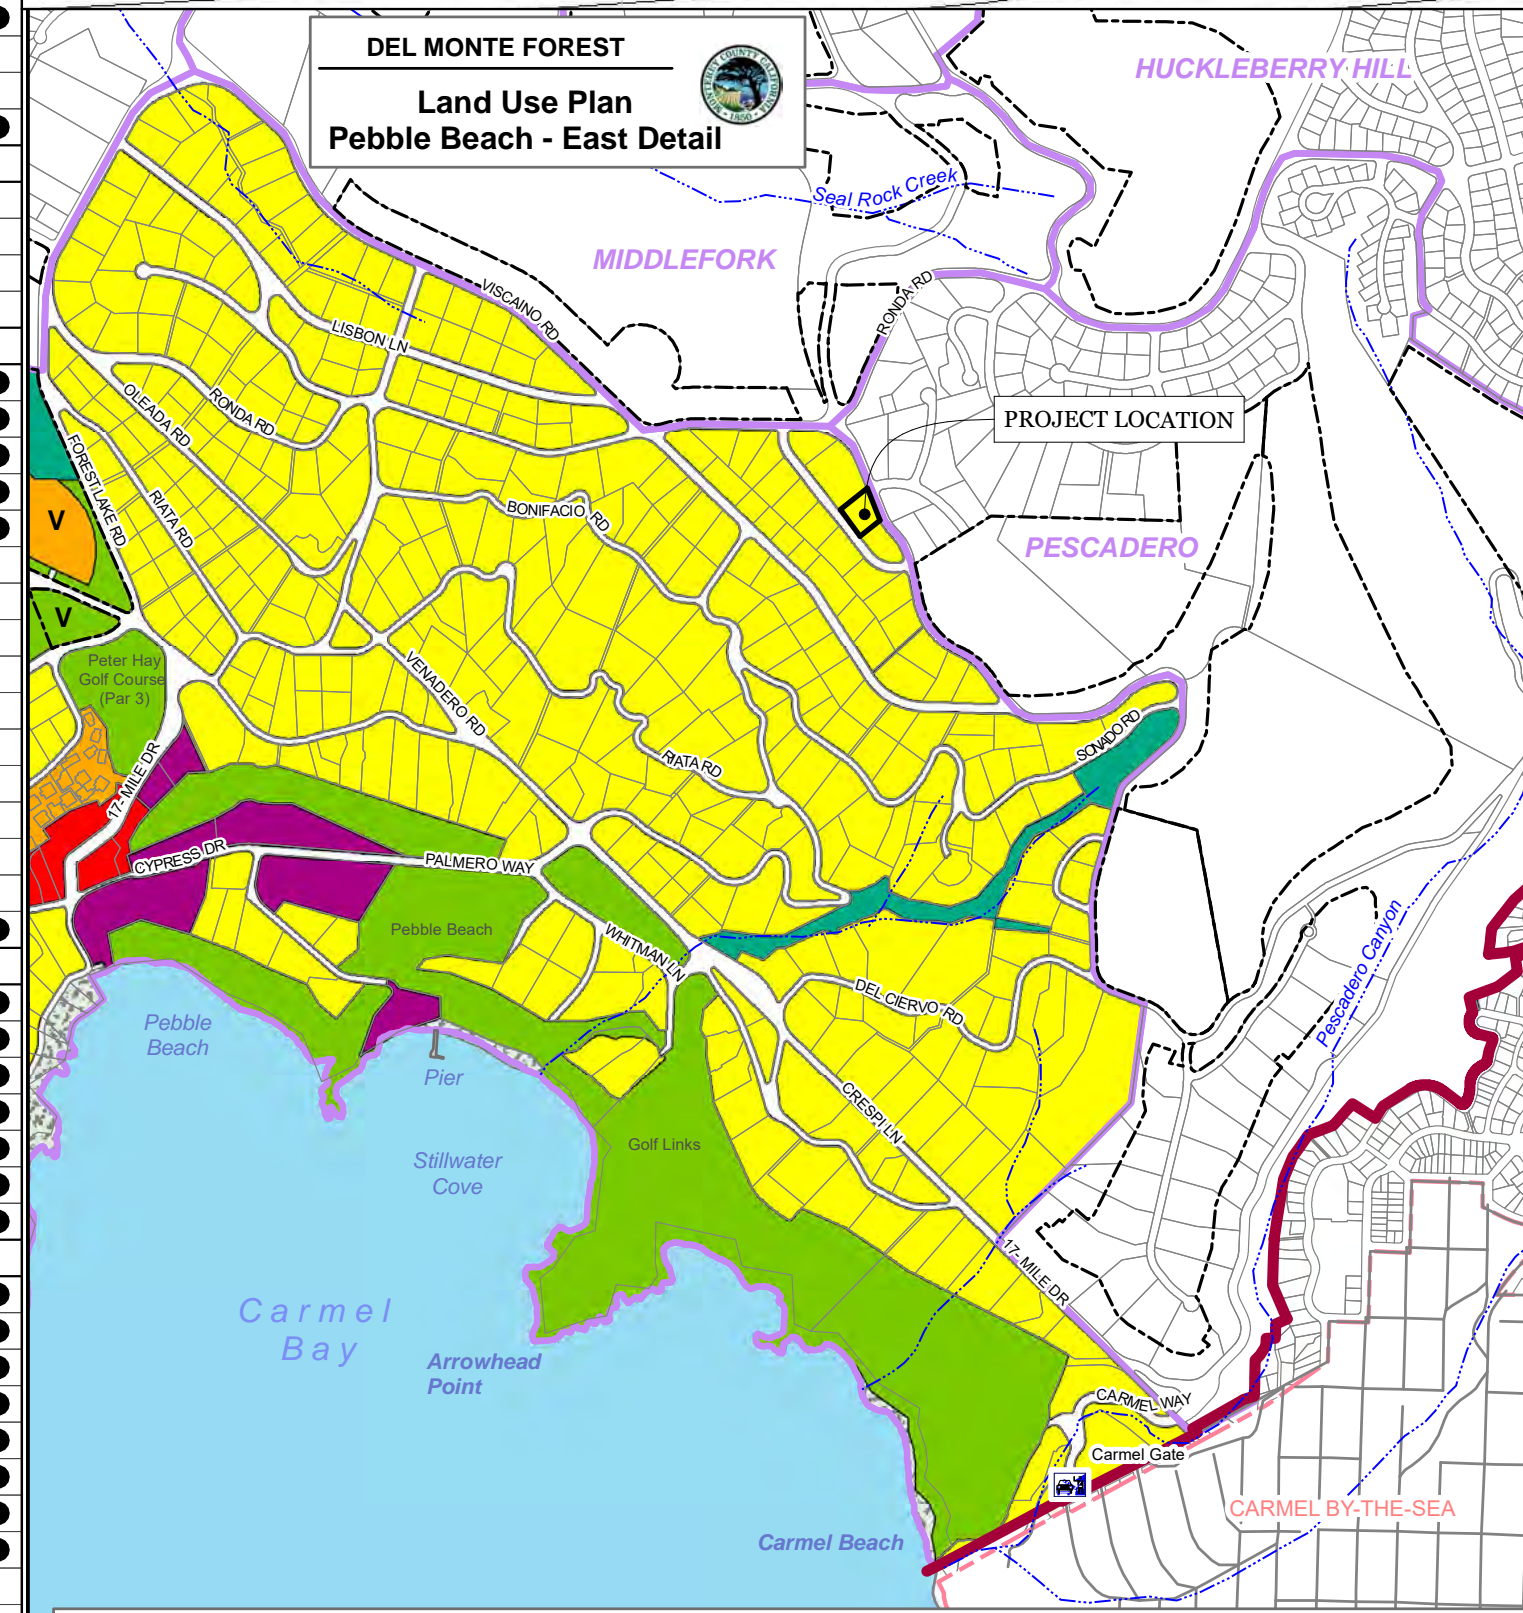 DEL MONTE FOREST
Land Use Plan
Pebble Beach - East Detail
MONTEREY COUNTY CALIFORNIA
1850
HUCKLEBERRY HILL
Seal Rock Creek
MIDDLEFORK
VISCAINO RD
RONDA RD
LISBON LN
PROJECT LOCATION
OLEADA RD
RONDA RD
FOREST LAKE RD
RIATA RD
BONIFACIO RD
V
PESCADERO
V
Peter Hay
Golf Course
(Par 3)
VENADERO RD
RIATA RD
SONADO RD
17- MILE DR
CYPRESS DR
PALMERO WAY
Pebble Beach
WHITMAN LN
DEL CIERVO RD
Pescadero Canyon
Pebble
Beach
Pier
CRESPI LN
Golf Links
Stillwater
Cove
17- MILE DR
Carmel
Bay
Arrowhead
Point
CARMEL WAY
Carmel Gate
CARMEL BY-THE-SEA
Carmel Beach